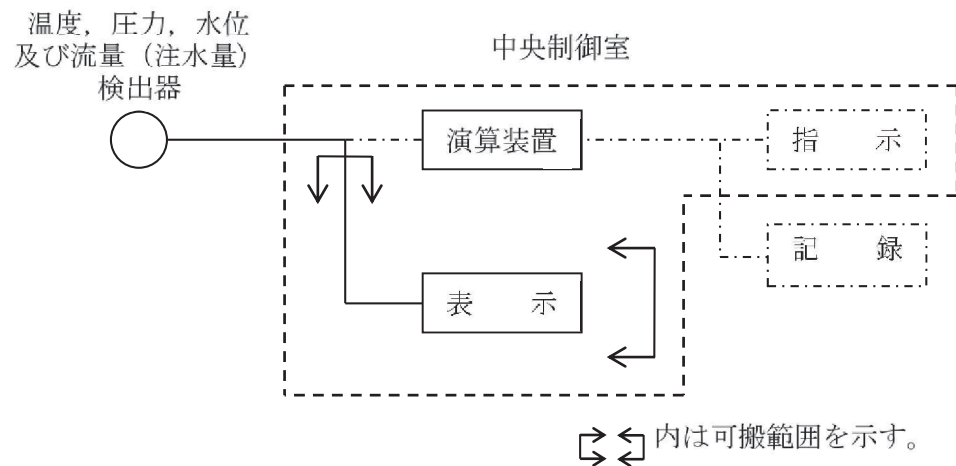 温度，圧力，水位
及び流量（注水量）
検出器
中央制御室
演算装置
指　示
記　録
表　示
内は可搬範囲を示す。